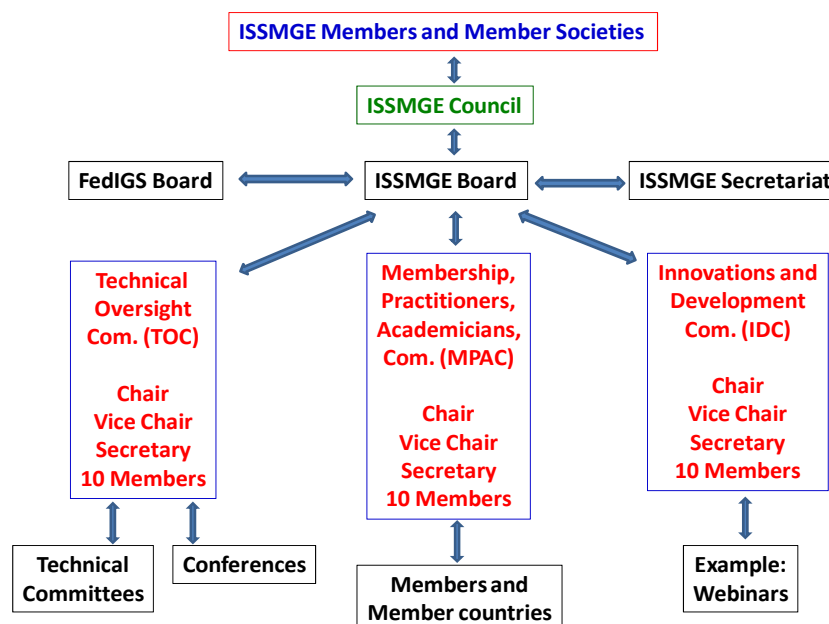 ISSMGE Members and Member Societies
ISSMGE Council
FedIGS Board
ISSMGE Board
ISSMGE Secretariat
Technical
Oversight
Com. (TOC)
Chair
Vice Chair
Secretary
10 Members
Membership,
Practitioners,
Academicians,
Com. (MPAC)
Chair
Vice Chair
Secretary
10 Members
Innovations and
Development
Com. (IDC)
Chair
Vice Chair
Secretary
10 Members
Technical
Committees
Conferences
Members and
Member countries
Example:
Webinars